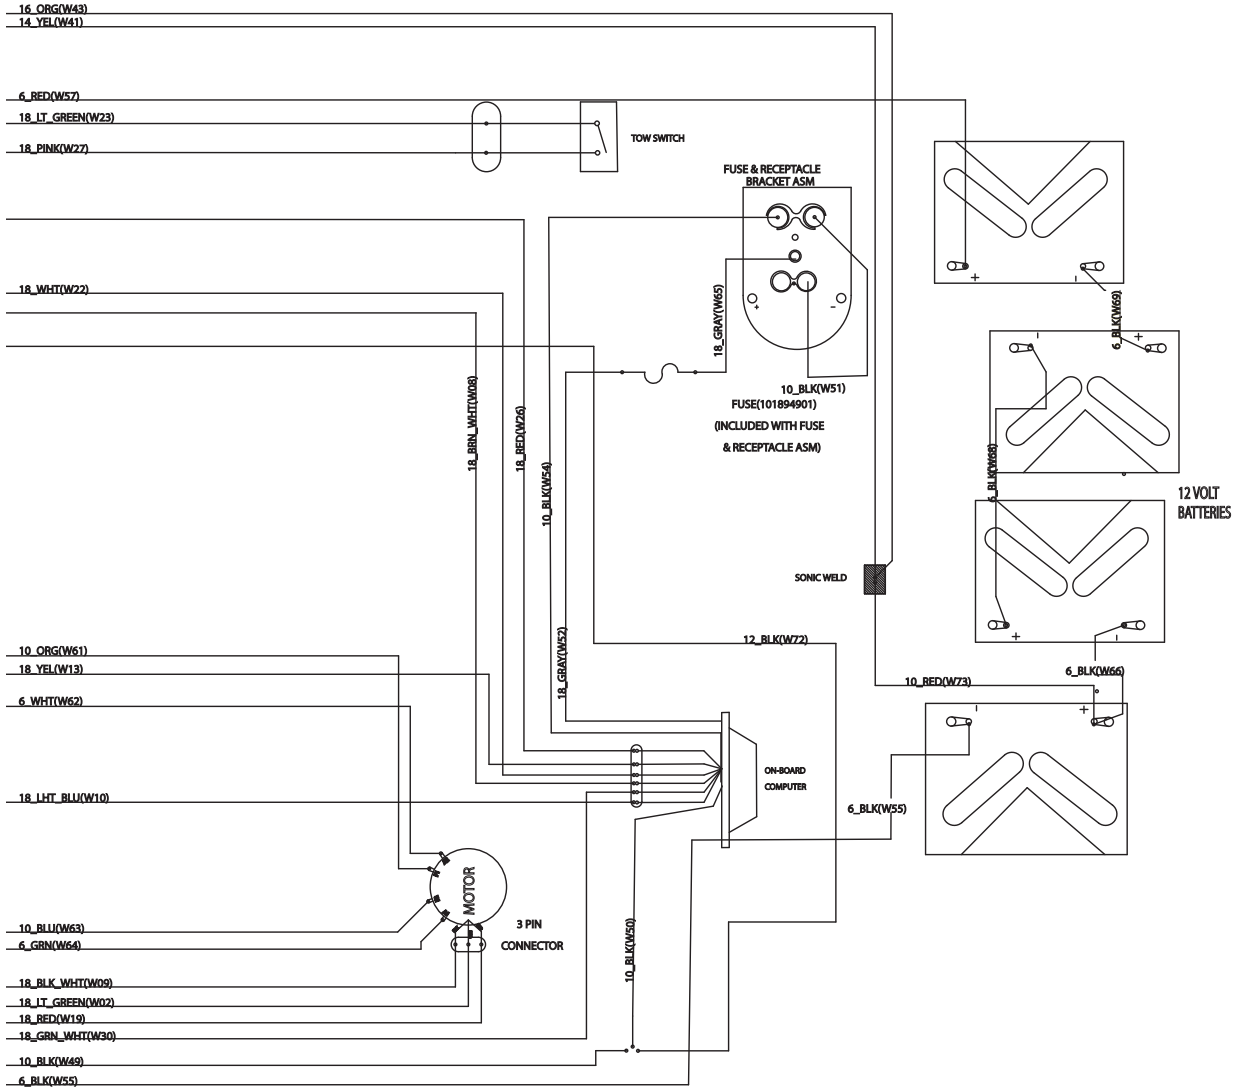 16_ORG(W43)
14_YEL(W41)
6_RED(W57)
18_LT_GREEN(W23)
TOW SWITCH
18_PINK(W27)
FUSE & RECEPTACLE
BRACKET ASM
+
-
18_WHT(W22)
18_GRAY(W65)
+
-
6_BLK(W69)
-
+
18_BRN_WHT(W08)
18_RED(W26)
10_BLK(W54)
10_BLK(W51)
FUSE(101894901)
(INCLUDED WITH FUSE
& RECEPTACLE ASM)
6_BLK(W68)
12 VOLT
BATTERIES
SONIC WELD
+
-
12_BLK(W72)
18_GRAY(W52)
10_ORG(W61)
18_YEL(W13)
6_WHT(W62)
6_BLK(W66)
10_RED(W73)
-
+
ON-BOARD
COMPUTER
18_LHT_BLU(W10)
6_BLK(W55)
MOTOR
3 PIN
CONNECTOR
10_BLU(W63)
6_GRN(W64)
10_BLK(W50)
18_BLK_WHT(W09)
18_LT_GREEN(W02)
18_RED(W19)
18_GRN_WHT(W30)
10_BLK(W49)
6_BLK(W55)